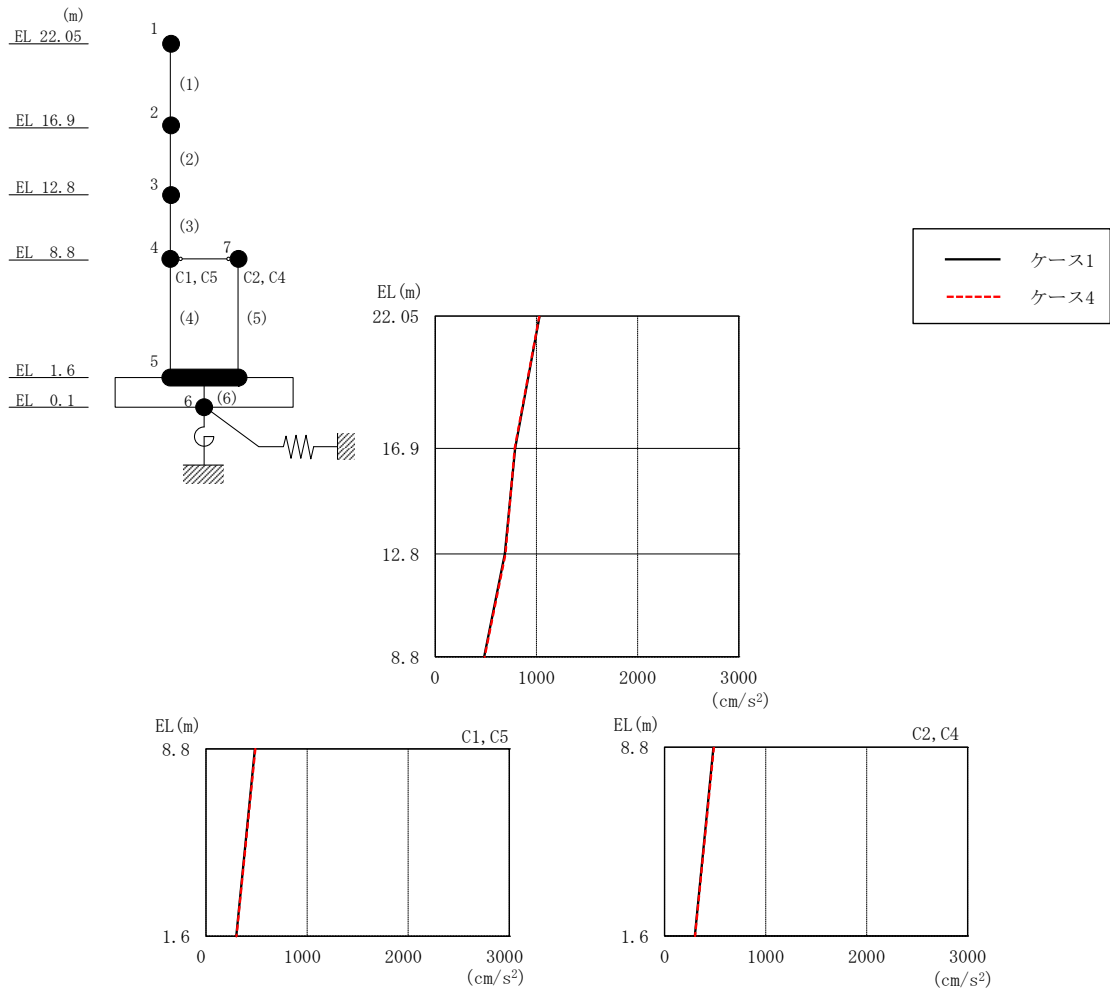 (m)
EL 22.05
1
(1)
EL 16.9
2
(2)
EL 12.8
3
(3)
EL 8.8
4
7
C1,C5
C2,C4
(4)
(5)
EL 1.6
5
EL 0.1
6
(6)
ケース1
ケース4
EL(m)
22.05
16.9
12.8
8.8
0
1000
2000
3000
(cm/s²)
EL(m)
C1,C5
8.8
1.6
0
1000
2000
3000
(cm/s²)
EL(m)
C2,C4
8.8
1.6
0
1000
2000
3000
(cm/s²)